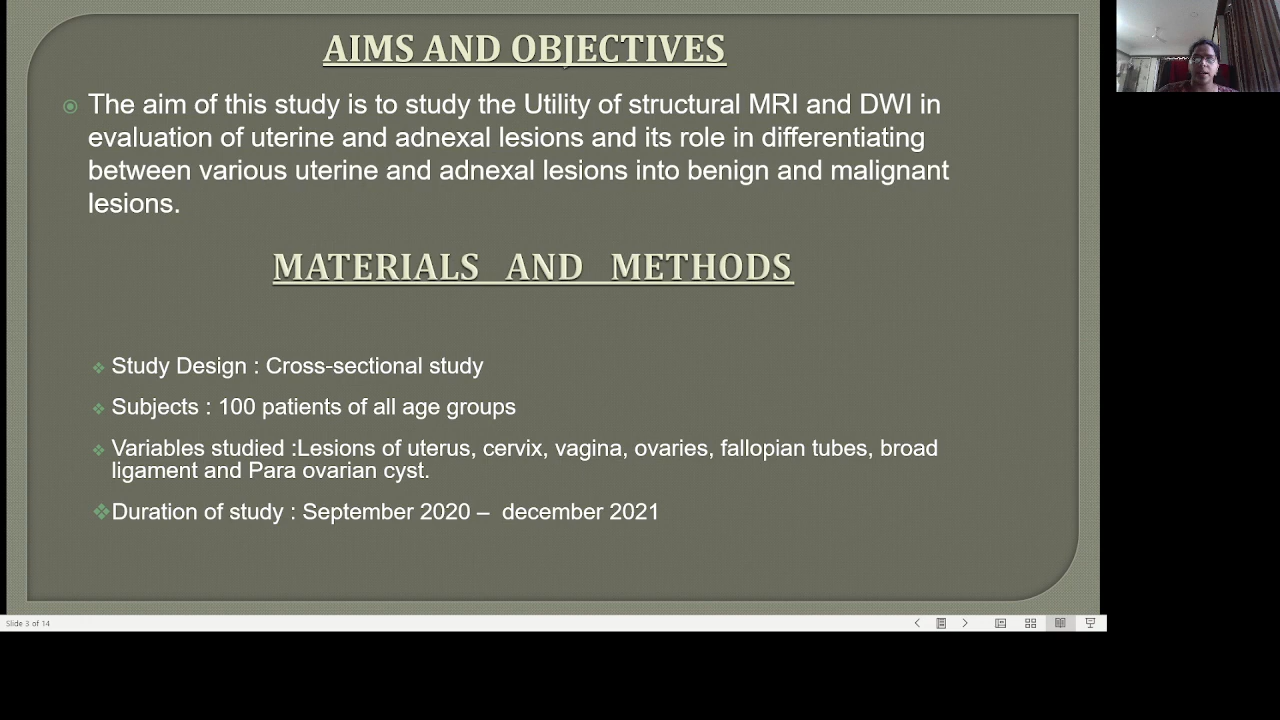 AIMS AND OBJECTIVES
The aim of this study is to study the Utility of structural MRI and DWI in
evaluation of uterine and adnexal lesions and its role in differentiating
between various uterine and adnexal lesions into benign and malignant
lesions.
MATERIALS AND METHODS
Study Design : Cross-sectional study
Subjects : 100 patients of all age groups
Variables studied :Lesions of uterus, cervix, vagina, ovaries, fallopian tubes, broad
ligament and Para ovarian cyst.
Duration of study : September 2020 – december 2021
Slide 3 of 14